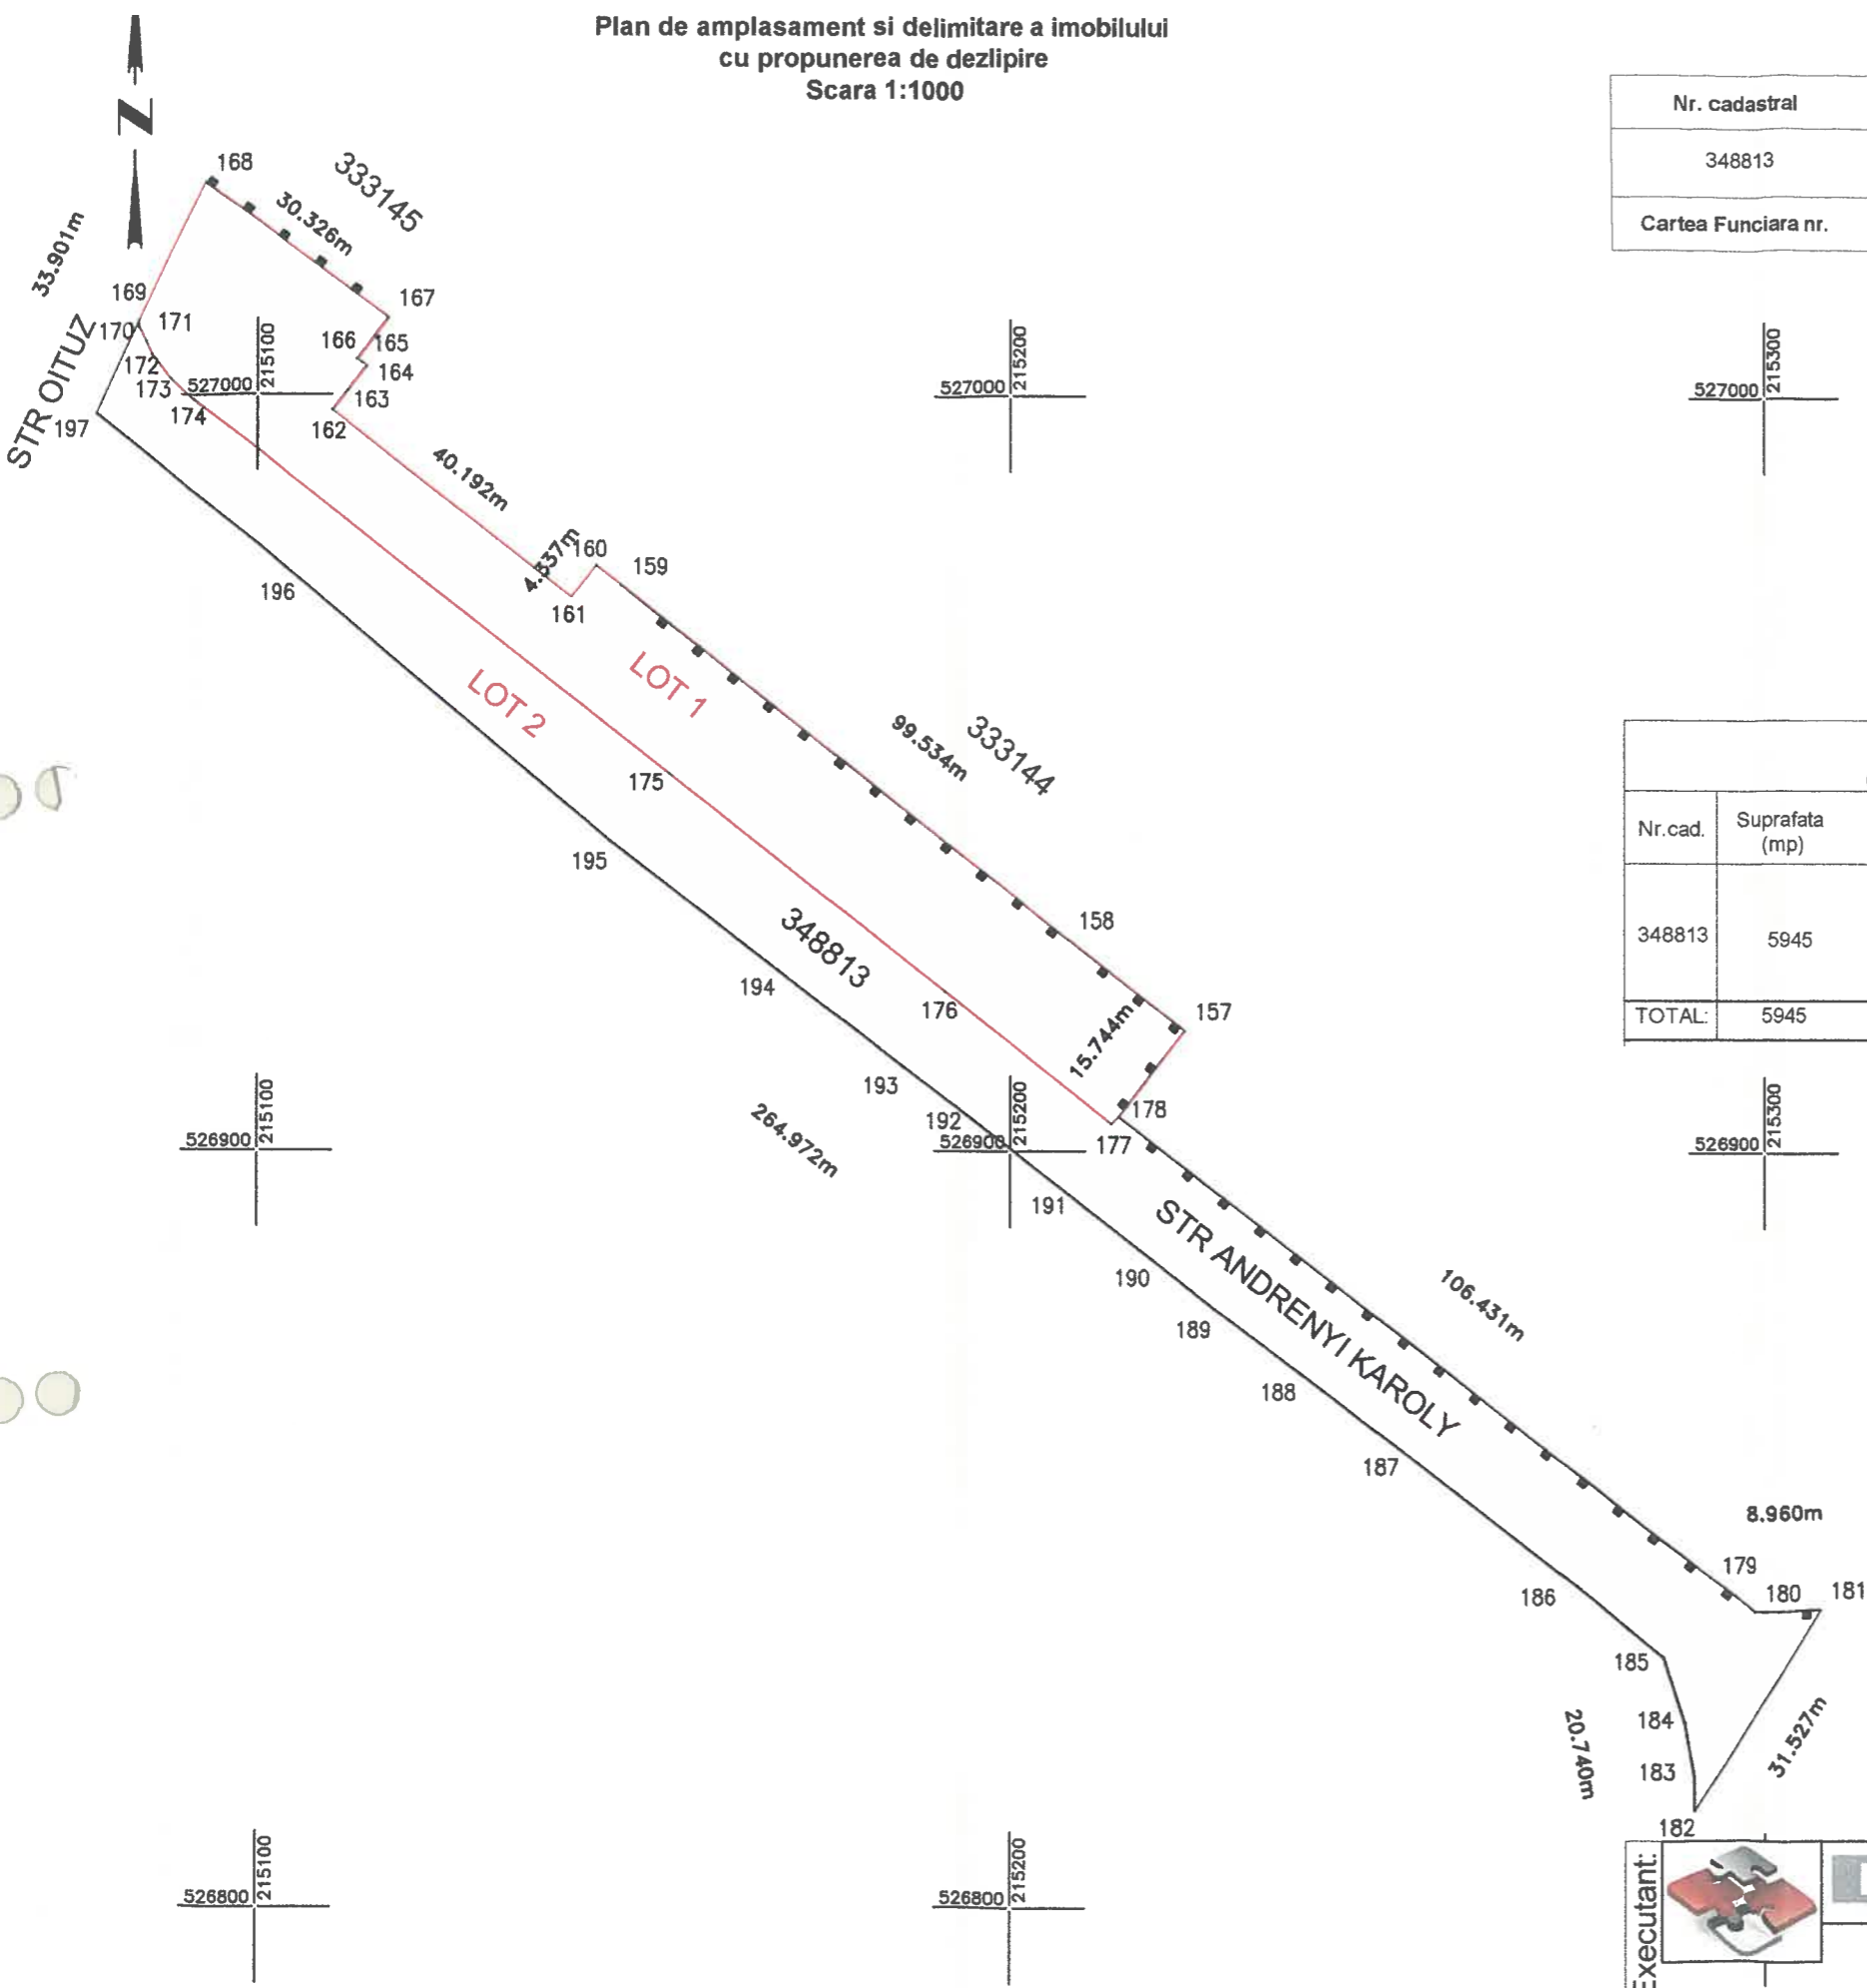 Plan de amplasament si delimitare a imobilului
cu propunerea de dezlipire
Scara 1:1000
N
Nr. cadastral
348813
Cartea Funciara nr.
168
333145
30.326m
33.901m
169
167
170
171
166
165
215100
215200
215300
172
164
173
527000
527000
527000
163
174
162
197
STR OITUZ
40.192m
160
159
4.337m
196
161
LOT 1
LOT 2
99.534m
333144
175
Nr.cad.
Suprafata
(mp)
195
158
348813
348813
5945
194
176
157
TOTAL:
5945
15.744m
193
178
215100
215200
215300
192
264.972m
526900
526900
526900
177
191
STR ANDRENYI KAROLY
190
106.431m
189
188
187
8.960m
179
186
180
181
185
184
20.740m
31.527m
183
182
215100
215200
526800
526800
Executant: